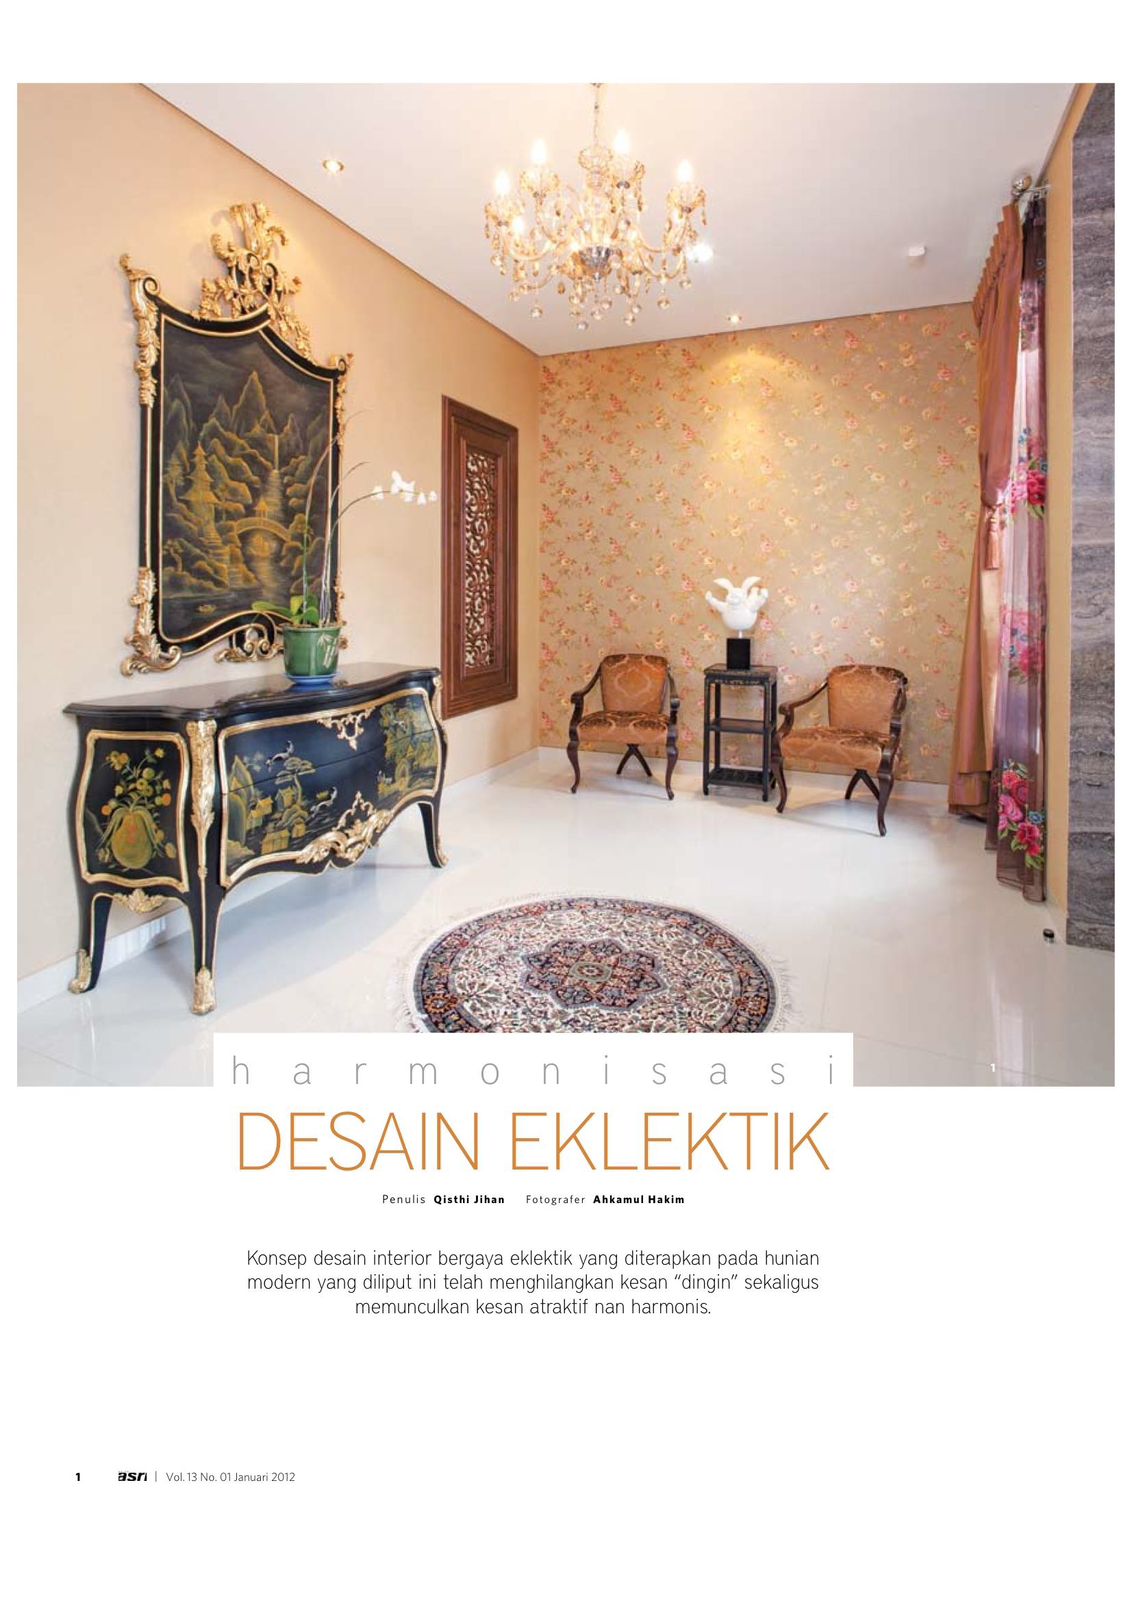 1
harmonisasi
DESAIN EKLEKTIK
Penulis Qisthi Jihan Fotografer Ahkamul Hakim
Konsep desain interior bergaya eklektik yang diterapkan pada hunian
modern yang diliput ini telah menghilangkan kesan “dingin” sekaligus
memunculkan kesan atraktif nan harmonis.
1 asri | Vol. 13 No. 01 Januari 2012